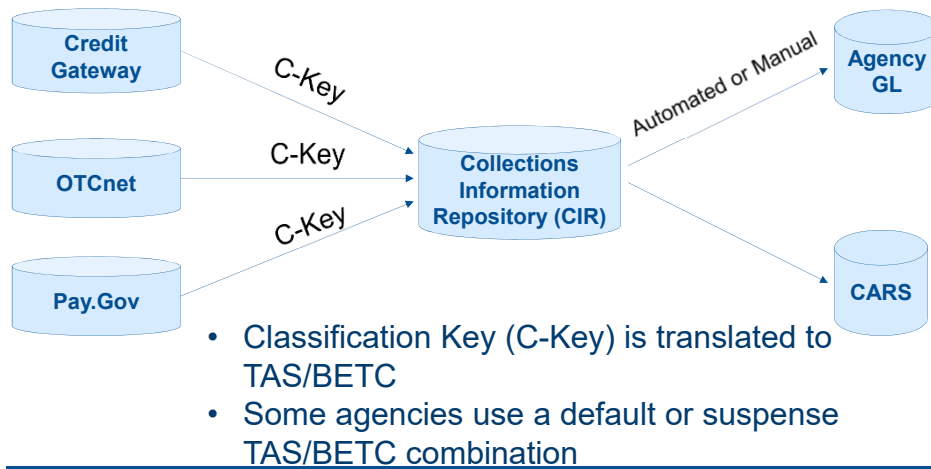 Credit
Gateway
C-Key
Automated or Manual
Agency
GL
OTCnet
C-Key
Collections
Information
Repository (CIR)
Pay.Gov
C-Key
CARS
• Classification Key (C-Key) is translated to
TAS/BETC
• Some agencies use a default or suspense
TAS/BETC combination